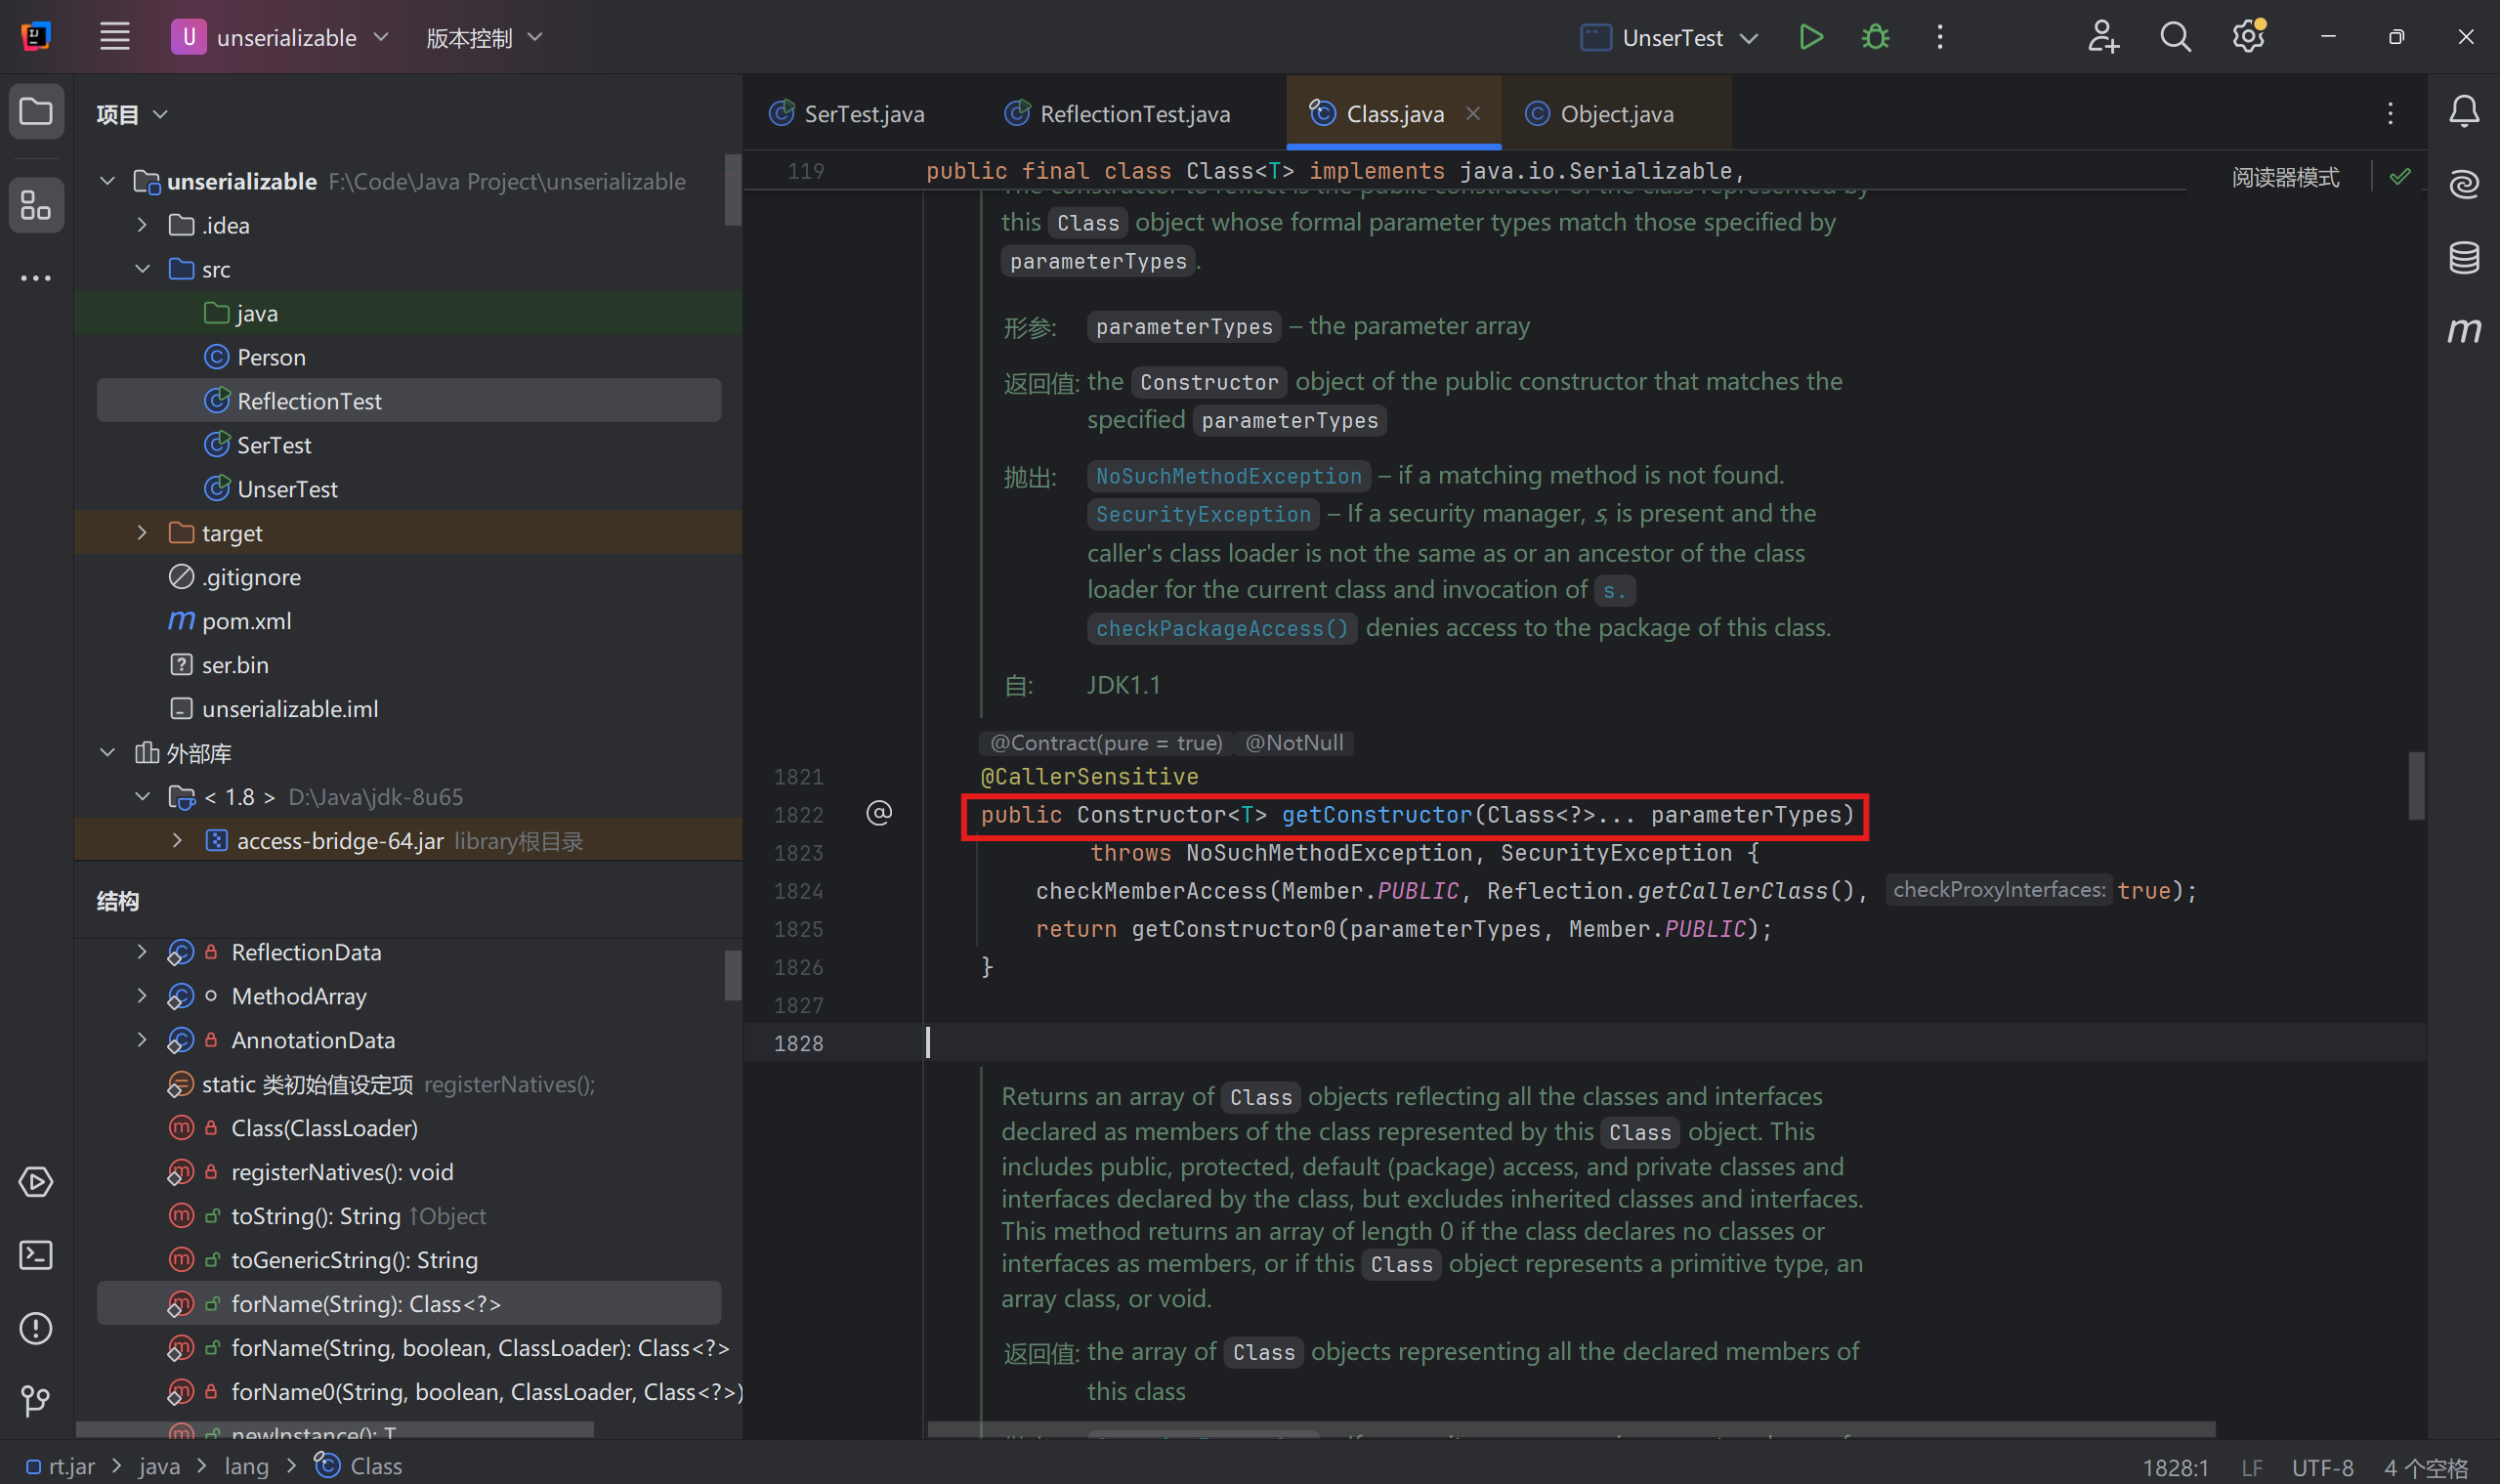 U unserializable 版本控制 UnserTest
项目
unserializable F:\Code\Java Project\unserializable
.idea
src
java
Person
ReflectionTest
SerTest
UnserTest
target
.gitignore
pom.xml
ser.bin
unserializable.iml
外部库
< 1.8 > D:\Java\jdk-8u65
access-bridge-64.jar library根目录
结构
ReflectionData
MethodArray
AnnotationData
static 类初始值设定项 registerNatives();
Class(ClassLoader)
registerNatives(): void
toString(): String ↑Object
toGenericString(): String
forName(String): Class<?>
forName(String, boolean, ClassLoader): Class<?>
forName0(String, boolean, ClassLoader, Class<?>)
newInstance(): T
SerTest.java ReflectionTest.java Class.java Object.java
119 public final class Class<T> implements java.io.Serializable,
阅读器模式
The constructor to reflect is the public constructor of the class represented by
this Class object whose formal parameter types match those specified by
parameterTypes.
形参: parameterTypes – the parameter array
返回值: the Constructor object of the public constructor that matches the
specified parameterTypes
抛出: NoSuchMethodException – if a matching method is not found.
SecurityException – If a security manager, s, is present and the
caller's class loader is not the same as or an ancestor of the class
loader for the current class and invocation of s.
checkPackageAccess() denies access to the package of this class.
自: JDK1.1
@Contract(pure = true) @NotNull
1821 @CallerSensitive
1822 @ public Constructor<T> getConstructor(Class<?>... parameterTypes)
1823 throws NoSuchMethodException, SecurityException {
1824 checkMemberAccess(Member.PUBLIC, Reflection.getCallerClass(), checkProxyInterfaces: true);
1825 return getConstructor0(parameterTypes, Member.PUBLIC);
1826 }
1827
1828
Returns an array of Class objects reflecting all the classes and interfaces
declared as members of the class represented by this Class object. This
includes public, protected, default (package) access, and private classes and
interfaces declared by the class, but excludes inherited classes and interfaces.
This method returns an array of length 0 if the class declares no classes or
interfaces as members, or if this Class object represents a primitive type, an
array class, or void.
返回值: the array of Class objects representing all the declared members of
this class
rt.jar > java > lang > Class
1828:1 LF UTF-8 4 个空格